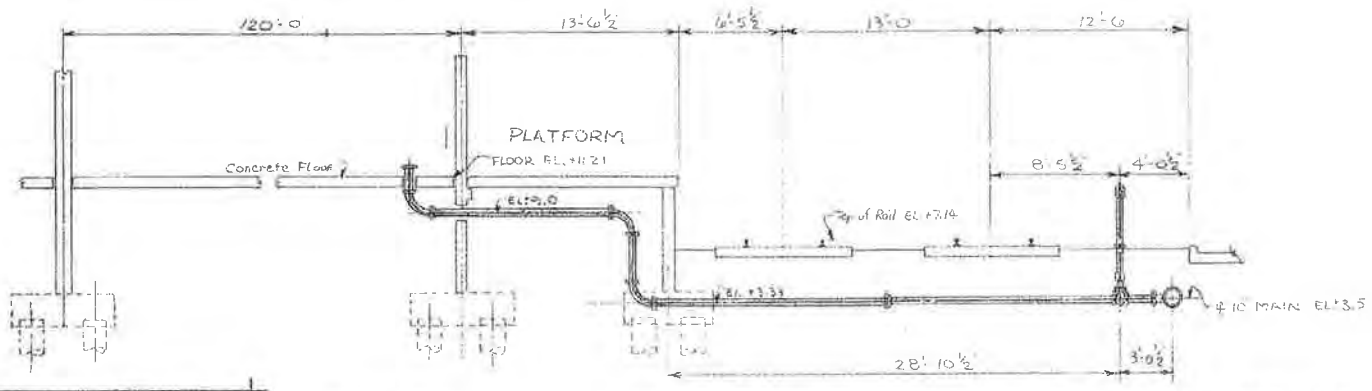 120'-0
13'-6½
6'-5½
13'-0
12'-6
PLATFORM
FLOOR EL. +11.21
Concrete Floor
8'-5½
4'-0½
EL+9.0
Top of Rail EL. +7.14
EL. +3.34
MAIN EL+3.5
28'-10½
3'-0½